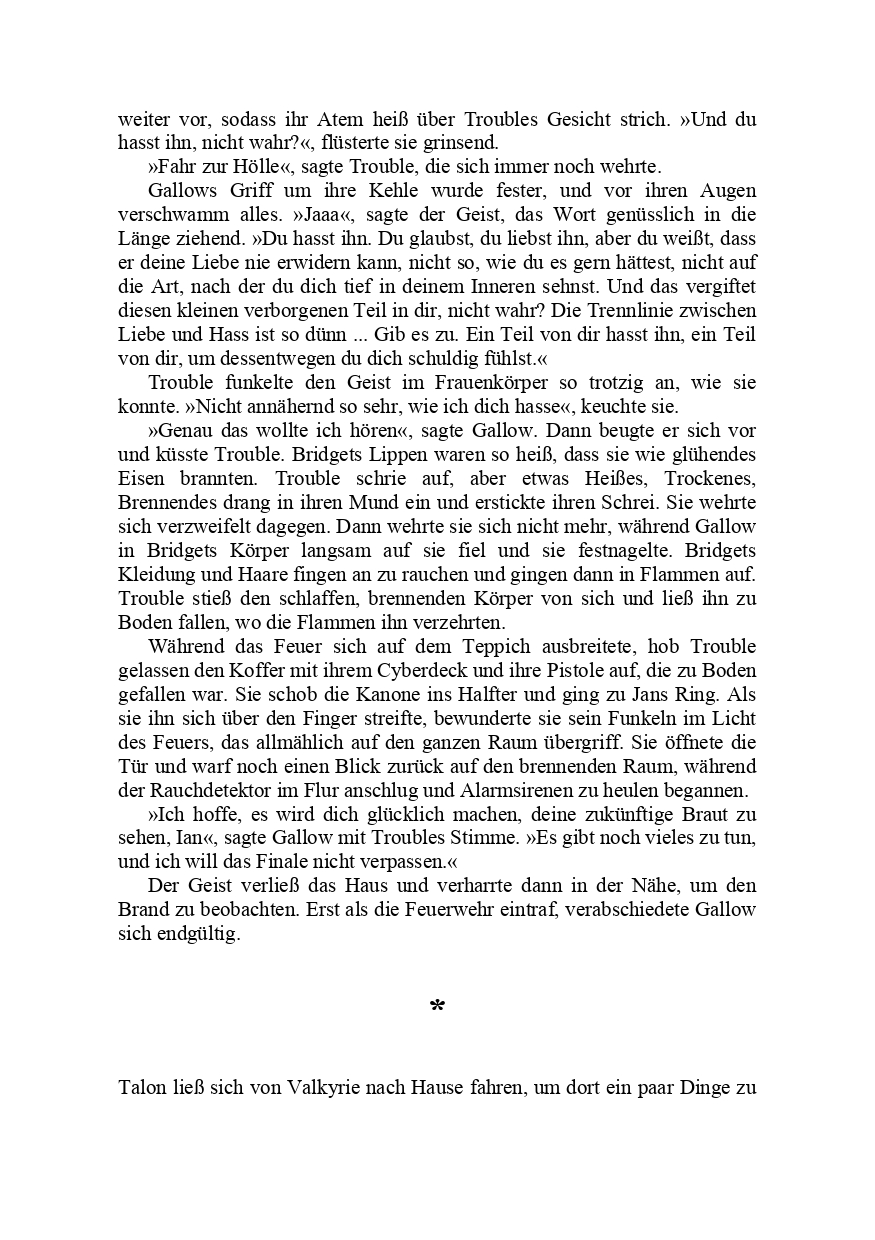 weiter vor, sodass ihr Atem heiß über Troubles Gesicht strich. »Und du
hasst ihn, nicht wahr?«, flüsterte sie grinsend.
»Fahr zur Hölle«, sagte Trouble, die sich immer noch wehrte.
Gallows Griff um ihre Kehle wurde fester, und vor ihren Augen
verschwamm alles. »Jaaa«, sagte der Geist, das Wort genüsslich in die
Länge ziehend. »Du hasst ihn. Du glaubst, du liebst ihn, aber du weißt, dass
er deine Liebe nie erwidern kann, nicht so, wie du es gern hättest, nicht auf
die Art, nach der du dich tief in deinem Inneren sehnst. Und das vergiftet
diesen kleinen verborgenen Teil in dir, nicht wahr? Die Trennlinie zwischen
Liebe und Hass ist so dünn ... Gib es zu. Ein Teil von dir hasst ihn, ein Teil
von dir, um dessentwegen du dich schuldig fühlst.«
Trouble funkelte den Geist im Frauenkörper so trotzig an, wie sie
konnte. »Nicht annähernd so sehr, wie ich dich hasse«, keuchte sie.
»Genau das wollte ich hören«, sagte Gallow. Dann beugte er sich vor
und küsste Trouble. Bridgets Lippen waren so heiß, dass sie wie glühendes
Eisen brannten. Trouble schrie auf, aber etwas Heißes, Trockenes,
Brennendes drang in ihren Mund ein und erstickte ihren Schrei. Sie wehrte
sich verzweifelt dagegen. Dann wehrte sie sich nicht mehr, während Gallow
in Bridgets Körper langsam auf sie fiel und sie festnagelte. Bridgets
Kleidung und Haare fingen an zu rauchen und gingen dann in Flammen auf.
Trouble stieß den schlaffen, brennenden Körper von sich und ließ ihn zu
Boden fallen, wo die Flammen ihn verzehrten.
Während das Feuer sich auf dem Teppich ausbreitete, hob Trouble
gelassen den Koffer mit ihrem Cyberdeck und ihre Pistole auf, die zu Boden
gefallen war. Sie schob die Kanone ins Halfter und ging zu Jans Ring. Als
sie ihn sich über den Finger streifte, bewunderte sie sein Funkeln im Licht
des Feuers, das allmählich auf den ganzen Raum übergriff. Sie öffnete die
Tür und warf noch einen Blick zurück auf den brennenden Raum, während
der Rauchdetektor im Flur anschlug und Alarmsirenen zu heulen begannen.
»Ich hoffe, es wird dich glücklich machen, deine zukünftige Braut zu
sehen, Ian«, sagte Gallow mit Troubles Stimme. »Es gibt noch vieles zu tun,
und ich will das Finale nicht verpassen.«
Der Geist verließ das Haus und verharrte dann in der Nähe, um den
Brand zu beobachten. Erst als die Feuerwehr eintraf, verabschiedete Gallow
sich endgültig.
*
Talon ließ sich von Valkyrie nach Hause fahren, um dort ein paar Dinge zu